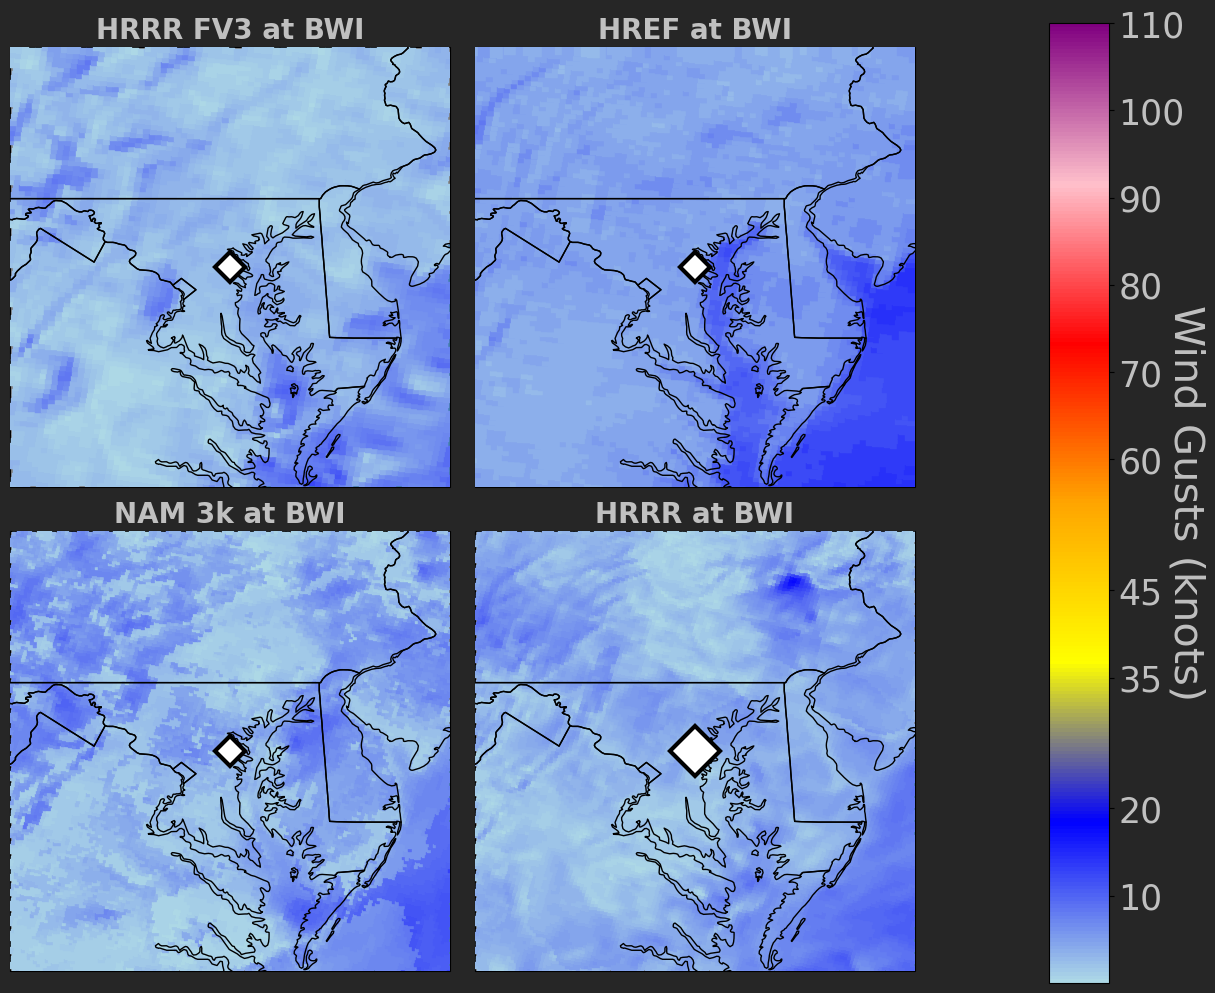 HRRR FV3 at BWI
HREF at BWI
NAM 3k at BWI
HRRR at BWI
110
100
90
80
70
60
45
35
20
10
Wind Gusts (knots)